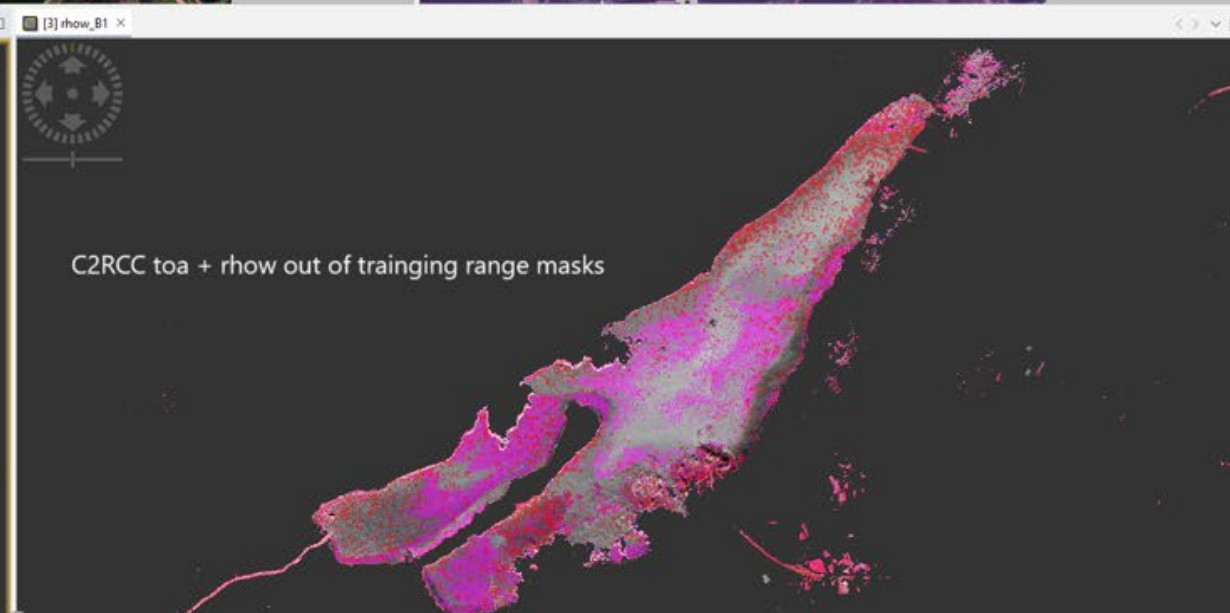 [3] rhow_B1
C2RCC toa + rhow out of trainging range masks